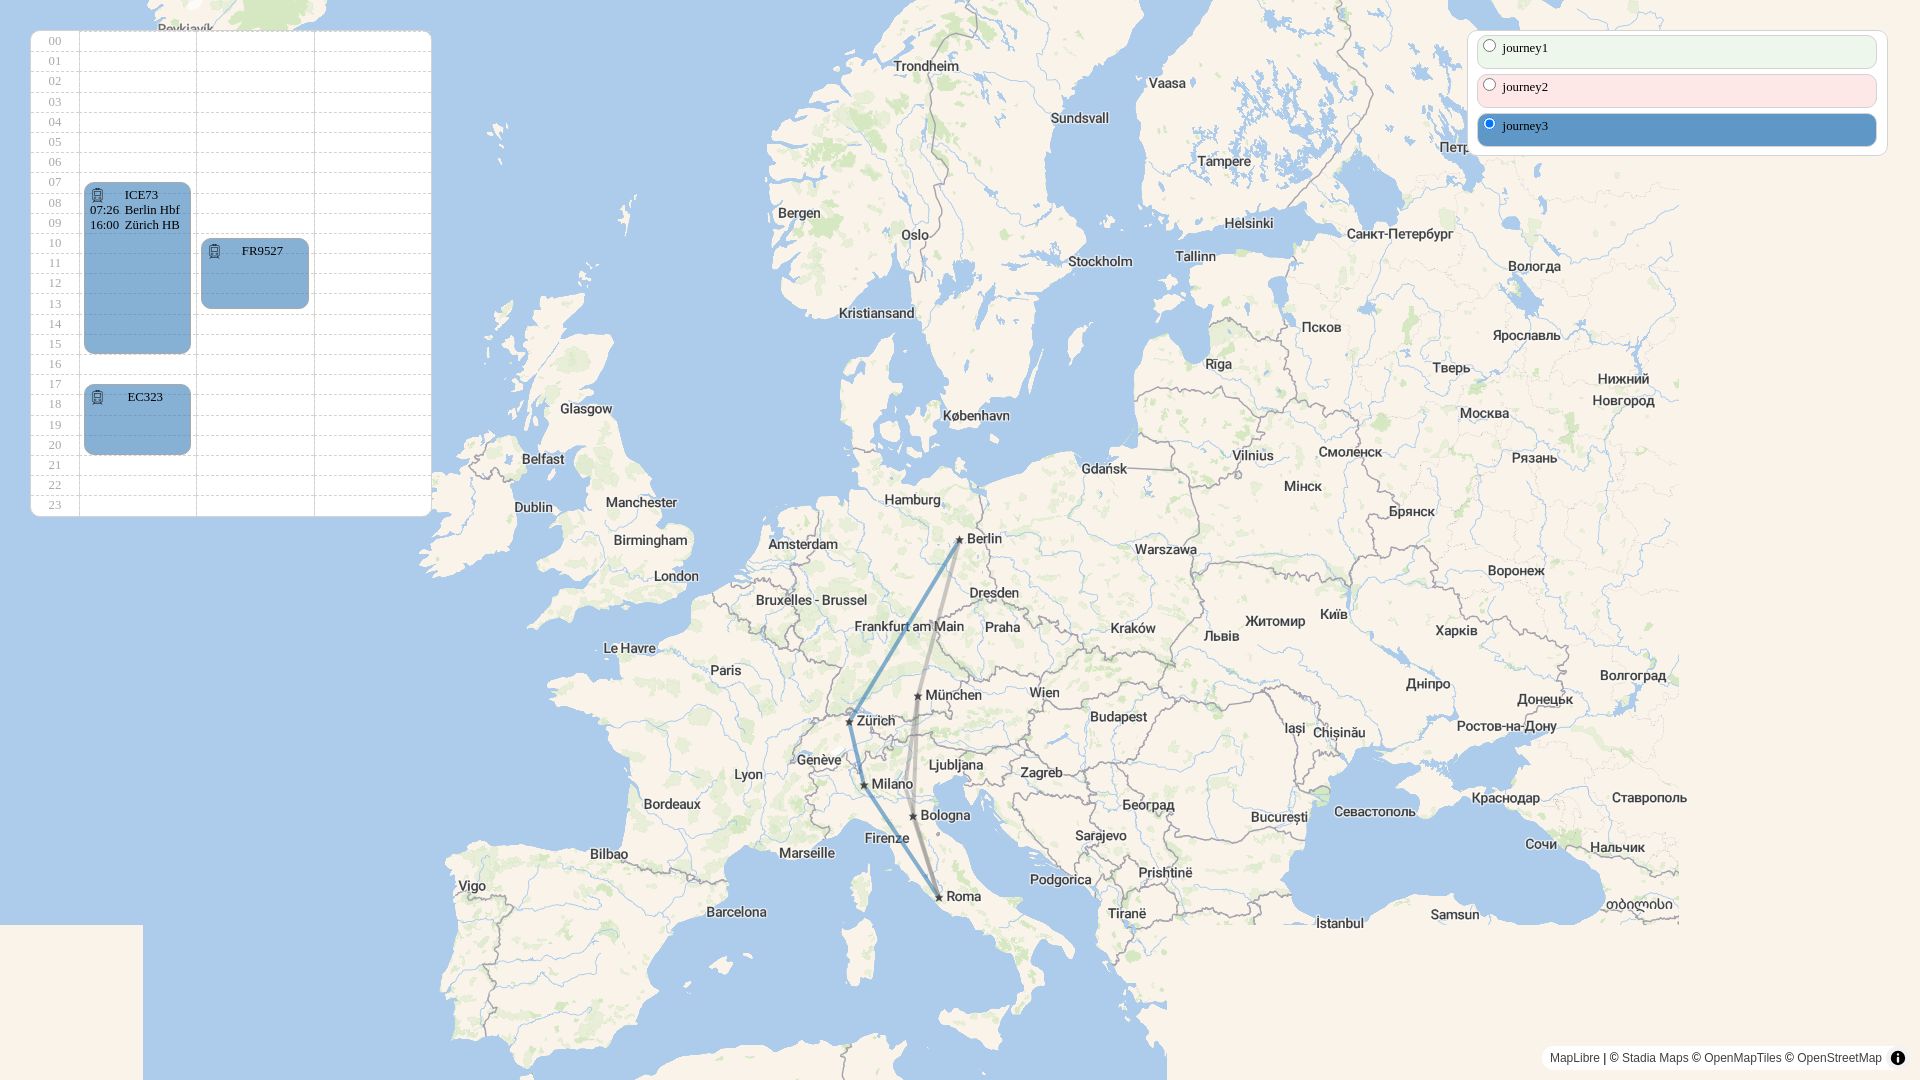 Reykjavík
00
01
02
03
04
05
06
07
08
09
10
11
12
13
14
15
16
17
18
19
20
21
22
23
ICE73
07:26 Berlin Hbf
16:00 Zürich HB
FR9527
EC323
journey1
journey2
journey3
Trondheim
Vaasa
Sundsvall
Tampere
Петр
Bergen
Oslo
Helsinki
Санкт-Петербург
Stockholm
Tallinn
Вологда
Kristiansand
Псков
Ярославль
Rīga
Тверь
Нижний
Новгород
Glasgow
København
Москва
Belfast
Gdańsk
Vilnius
Смоленск
Рязань
Hamburg
Мінск
Manchester
Dublin
Брянск
Birmingham
Amsterdam
Berlin
Warszawa
London
Воронеж
Bruxelles - Brussel
Dresden
Frankfurt am Main
Praha
Kraków
Львів
Житомир
Київ
Харків
Le Havre
Paris
München
Wien
Дніпро
Волгоград
Донецьк
Zürich
Budapest
Iași
Chișinău
Ростов-на-Дону
Genève
Ljubljana
Zagreb
Lyon
Milano
Bordeaux
Београд
București
Севастополь
Краснодар
Ставрополь
Bologna
Firenze
Sarajevo
Marseille
Bilbao
Сочи
Нальчик
Podgorica
Prishtinë
Vigo
Roma
Barcelona
Tiranë
İstanbul
Samsun
თბილისი
MapLibre | © Stadia Maps © OpenMapTiles © OpenStreetMap